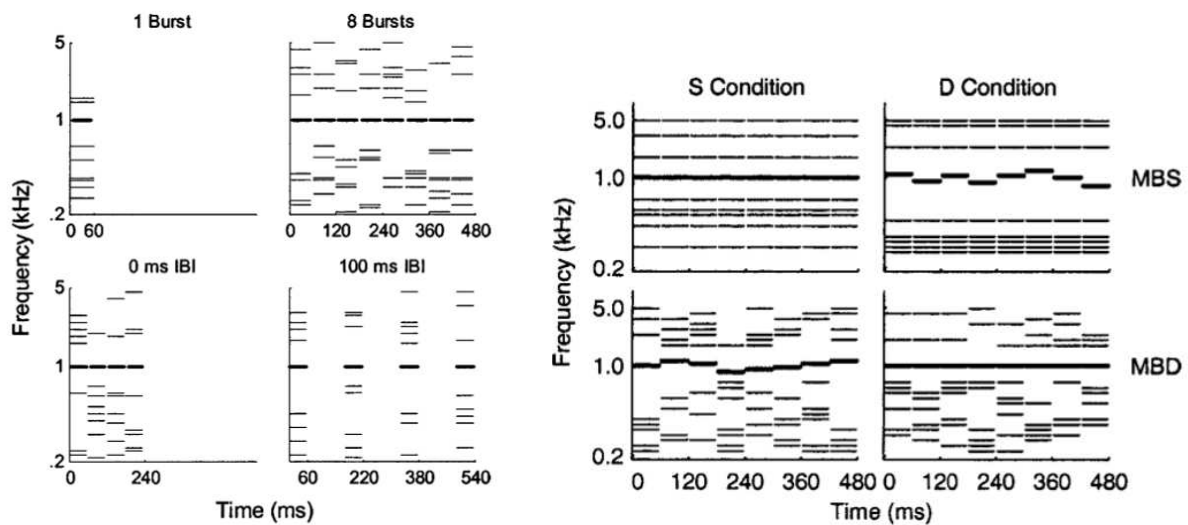 1 Burst
8 Bursts
5
1
.2
0 60
0 120 240 360 480
0 ms IBI
100 ms IBI
5
1
.2
0 240
60 220 380 540
Frequency (kHz)
Time (ms)
S Condition
D Condition
5.0
1.0
0.2
MBS
5.0
1.0
0.2
MBD
0 120 240 360 480
0 120 240 360 480
Frequency (kHz)
Time (ms)